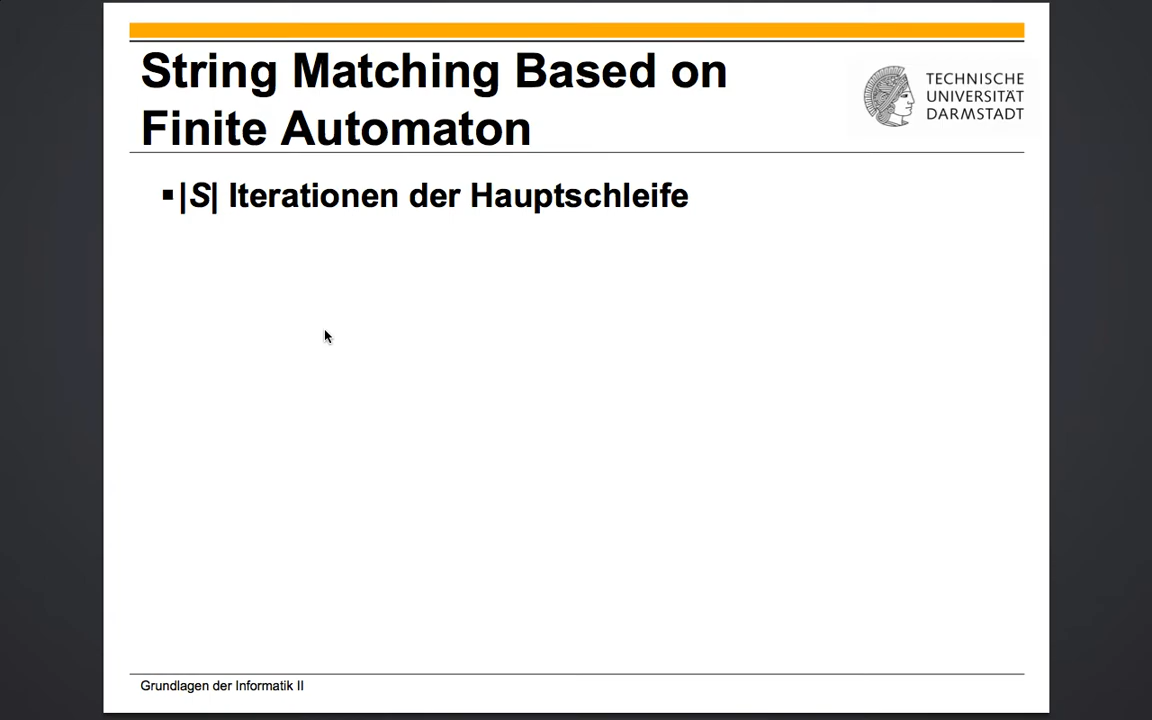 String Matching Based on
Finite Automaton
TECHNISCHE
UNIVERSITÄT
DARMSTADT
▪|S| Iterationen der Hauptschleife
Grundlagen der Informatik II